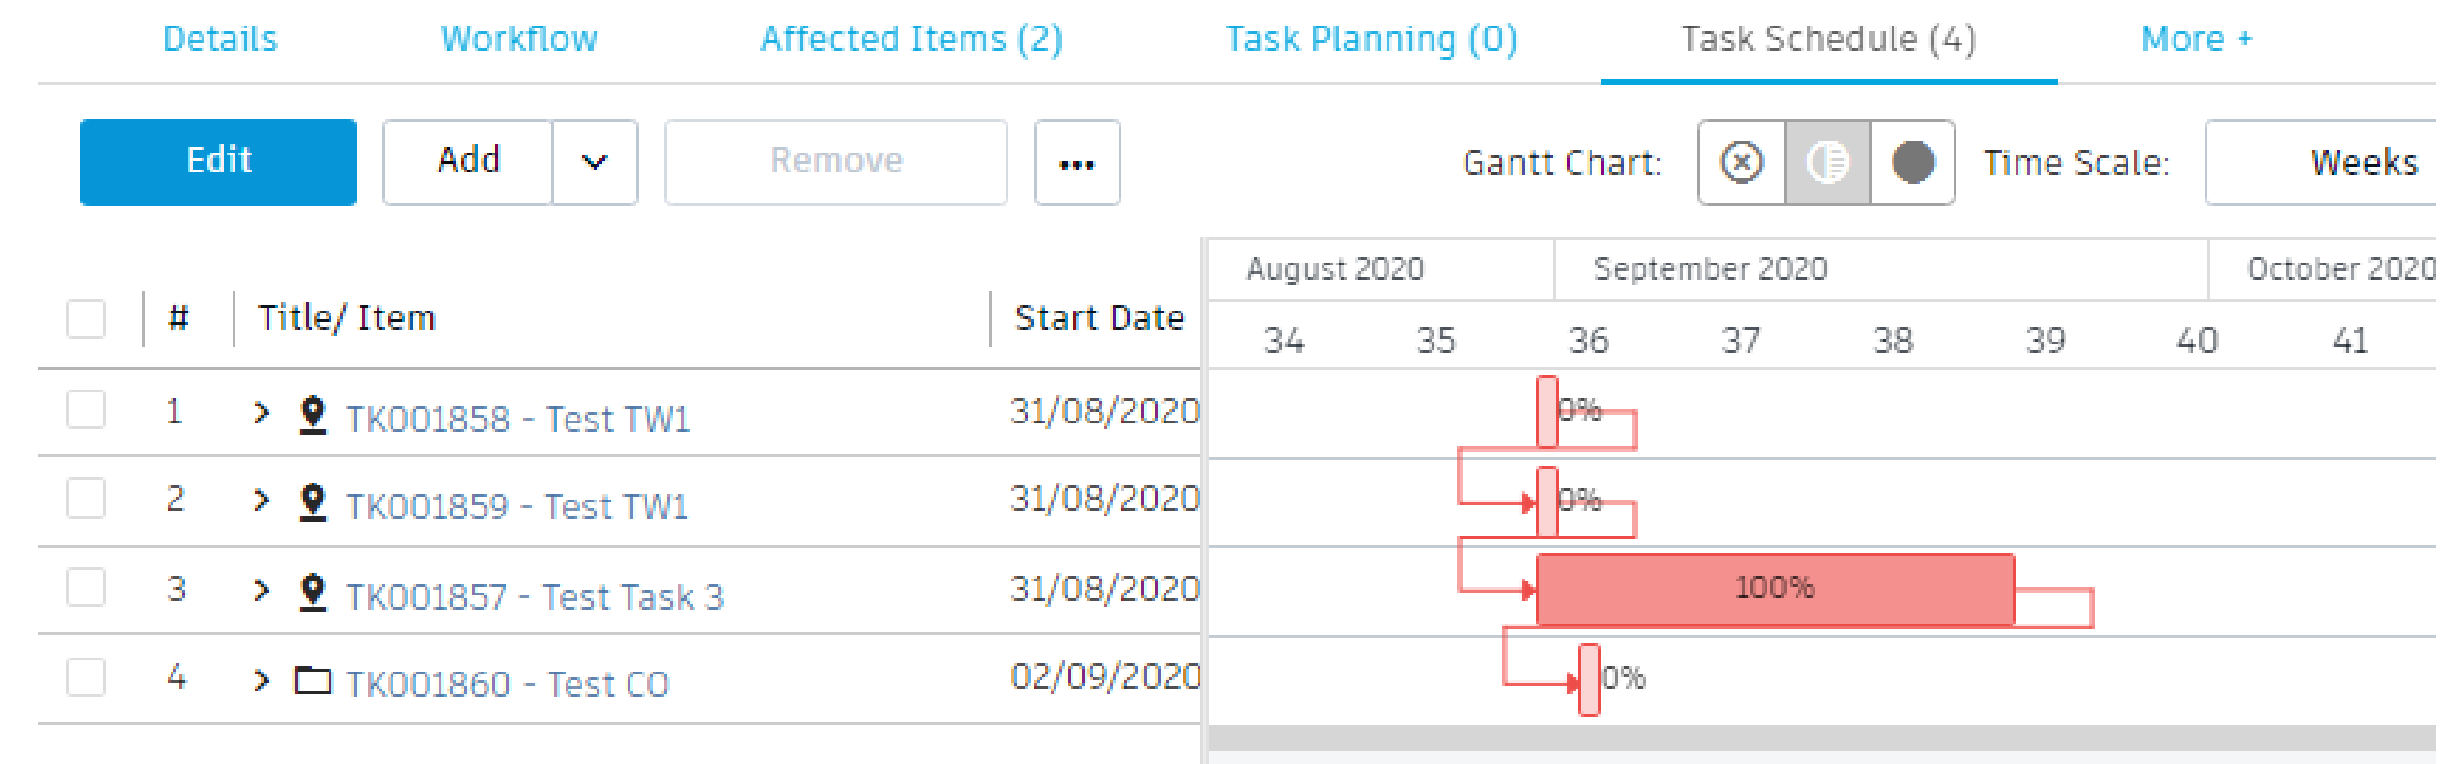 Details Workflow Affected Items (2) Task Planning (0) Task Schedule (4) More +
Edit Add Remove ... Gantt Chart: Time Scale: Weeks
August 2020 September 2020 October 2020
# Title/ Item Start Date
34 35 36 37 38 39 40 41
1 TK001858 - Test TW1 31/08/2020 0%
2 TK001859 - Test TW1 31/08/2020 0%
3 TK001857 - Test Task 3 31/08/2020 100%
4 TK001860 - Test CO 02/09/2020 0%